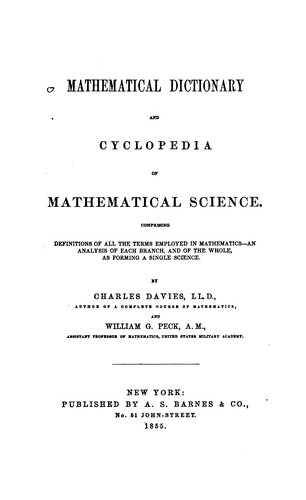 MATHEMATICAL DICTIONARY
AND
CYCLOPEDIA
OF
MATHEMATICAL SCIENCE.
COMPRISING
DEFINITIONS OF ALL THE TERMS EMPLOYED IN MATHEMATICS—AN
ANALYSIS OF EACH BRANCH, AND OF THE WHOLE,
AS FORMING A SINGLE SCIENCE.
BY
CHARLES DAVIES, LL.D.,
AUTHOR OF A COMPLETE COURSE OF MATHEMATICS,
AND
WILLIAM G. PECK, A.M.,
ASSISTANT PROFESSOR OF MATHEMATICS, UNITED STATES MILITARY ACADEMY.
NEW YORK:
PUBLISHED BY A. S. BARNES & CO.,
No. 51 JOHN-STREET.
1855.